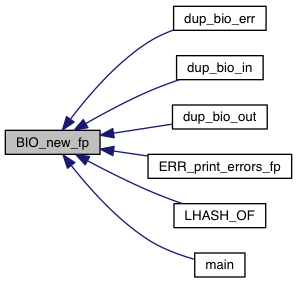 dup_bio_err
dup_bio_in
dup_bio_out
BIO_new_fp
ERR_print_errors_fp
LHASH_OF
main